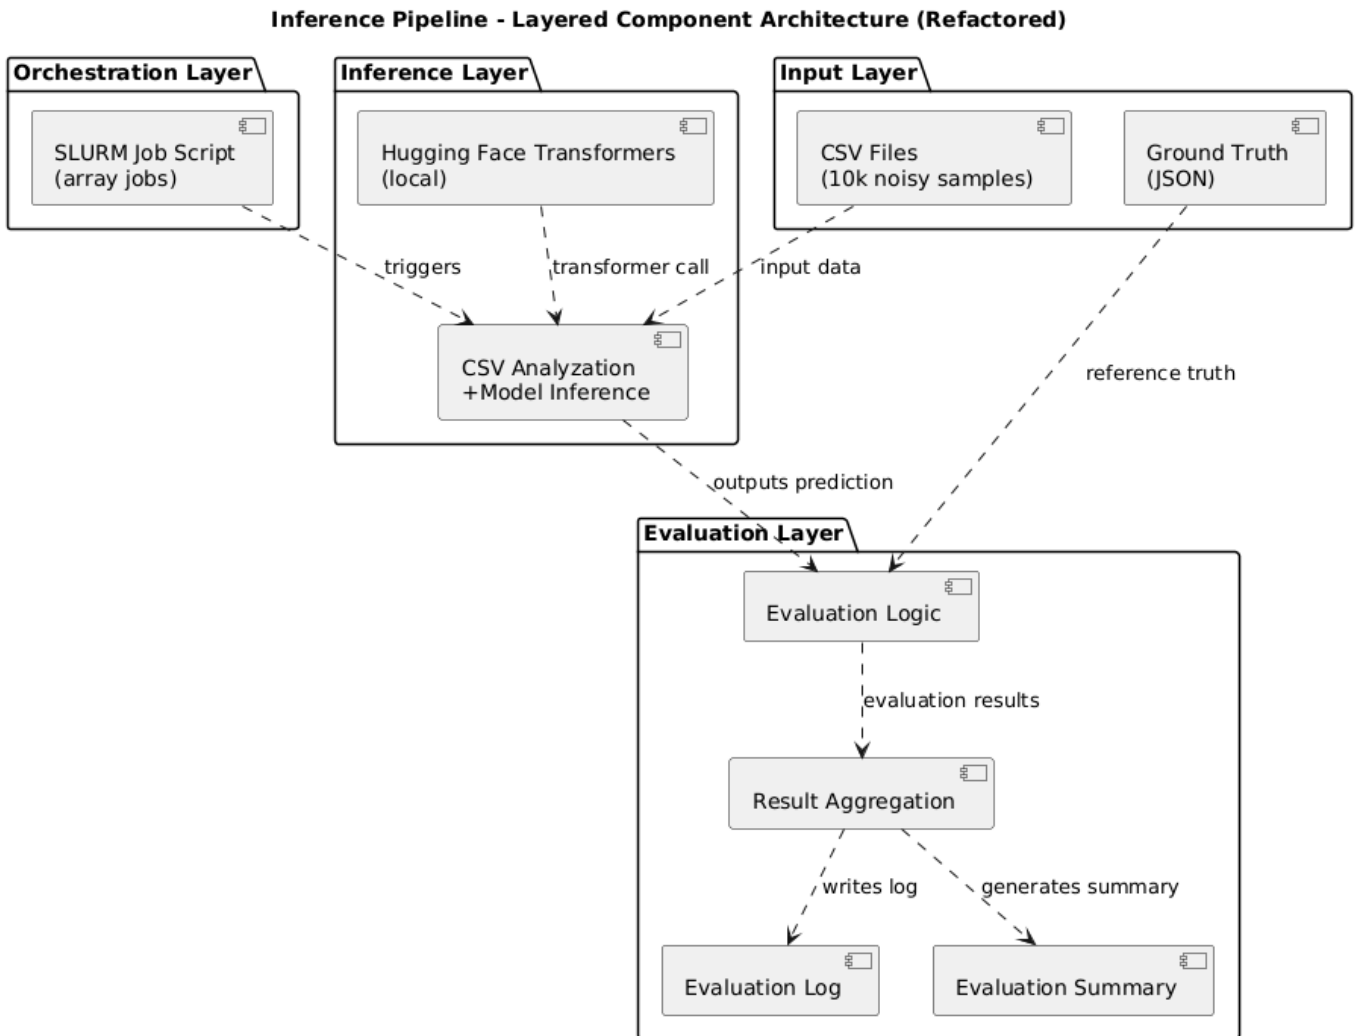 Inference Pipeline - Layered Component Architecture (Refactored)
Orchestration Layer
Inference Layer
Input Layer
SLURM Job Script
(array jobs)
Hugging Face Transformers
(local)
CSV Files
(10k noisy samples)
Ground Truth
(JSON)
triggers
transformer call
input data
CSV Analyzation
+Model Inference
reference truth
outputs prediction
Evaluation Layer
Evaluation Logic
evaluation results
Result Aggregation
writes log
generates summary
Evaluation Log
Evaluation Summary